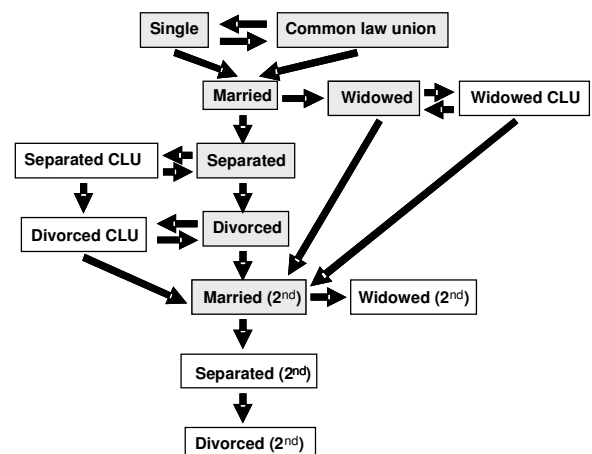 Single
Common law union
Married
Widowed
Widowed CLU
Separated CLU
Separated
Divorced CLU
Divorced
Married (2nd)
Widowed (2nd)
Separated (2nd)
Divorced (2nd)